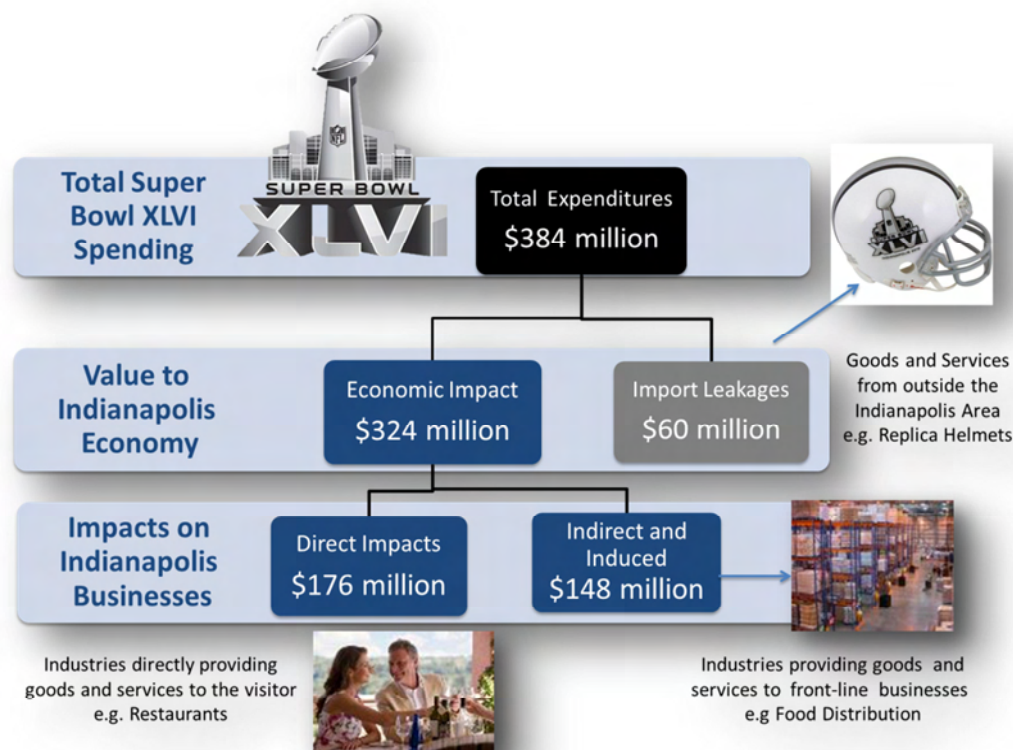 NFL
SUPER BOWL
XLVI
Total Super
Bowl XLVI
Spending
Total Expenditures
$384 million
XLVI
Value to
Indianapolis
Economy
Economic Impact
$324 million
Import Leakages
$60 million
Goods and Services
from outside the
Indianapolis Area
e.g. Replica Helmets
Impacts on
Indianapolis
Businesses
Direct Impacts
$176 million
Indirect and
Induced
$148 million
Industries directly providing
goods and services to the visitor
e.g. Restaurants
Industries providing goods and
services to front-line businesses
e.g Food Distribution